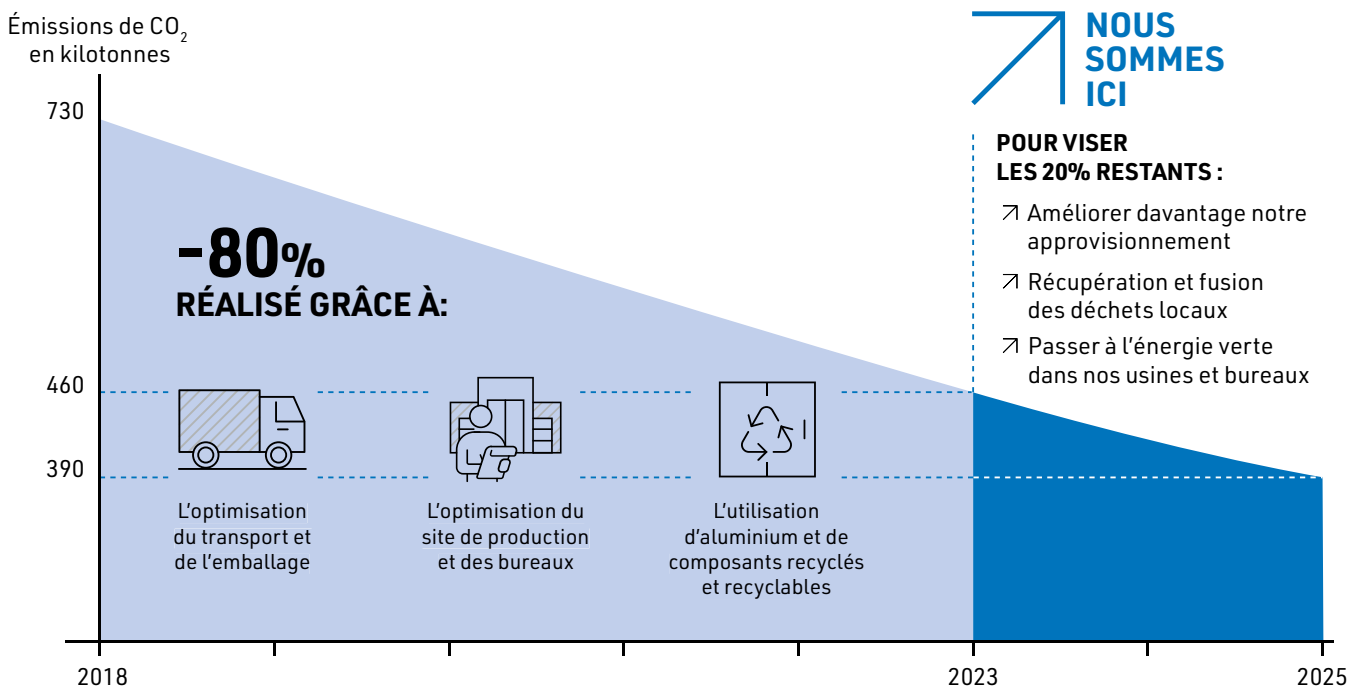 Émissions de CO₂
en kilotonnes
730
460
390
NOUS
SOMMES
ICI
POUR VISER
LES 20% RESTANTS :
Améliorer davantage notre
approvisionnement
Récupération et fusion
des déchets locaux
Passer à l'énergie verte
dans nos usines et bureaux
-80%
RÉALISÉ GRÂCE À:
L'optimisation
du transport et
de l'emballage
L'optimisation du
site de production
et des bureaux
L'utilisation
d'aluminium et de
composants recyclés
et recyclables
2018
2023
2025